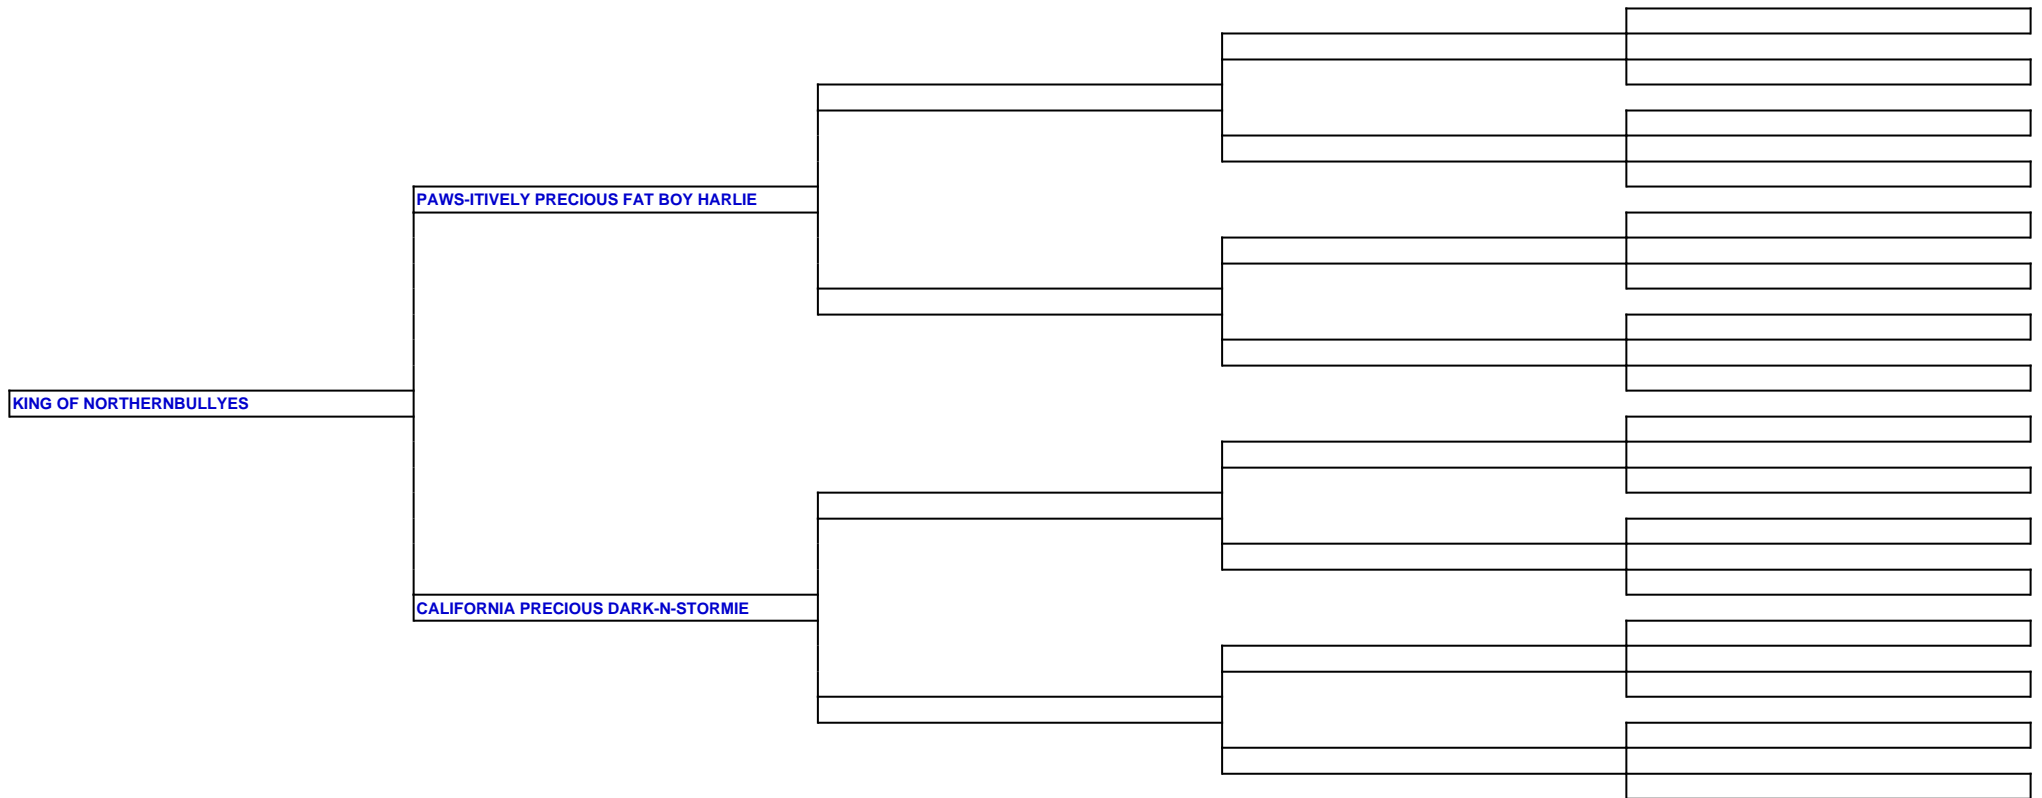 PAWS-ITIVELY PRECIOUS FAT BOY HARLIE
KING OF NORTHERNBULLYES
CALIFORNIA PRECIOUS DARK-N-STORMIE